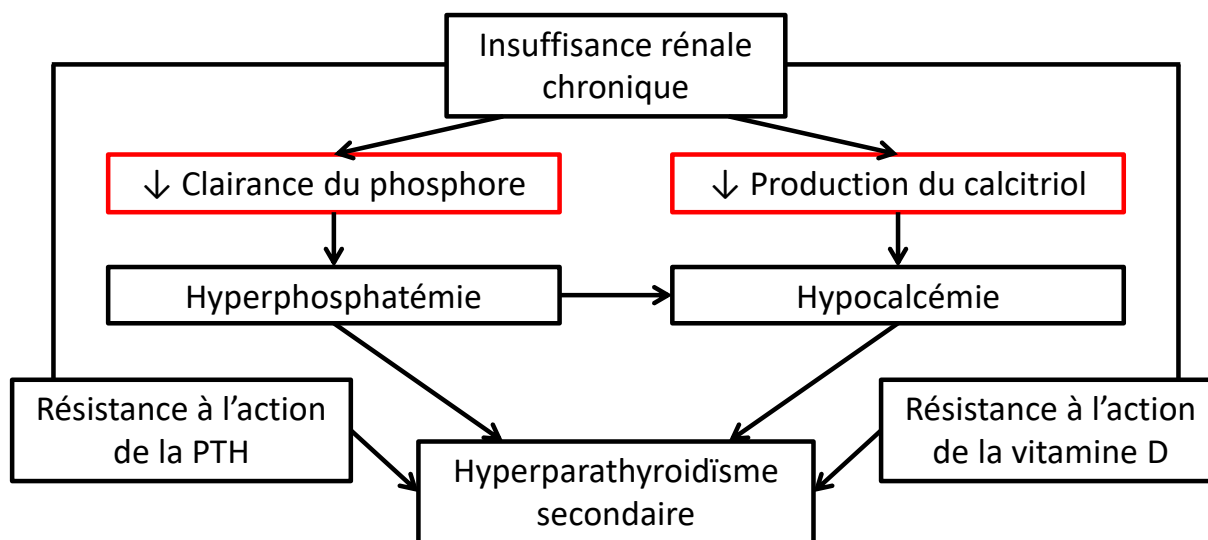 Insuffisance rénale
chronique
↓ Clairance du phosphore
↓ Production du calcitriol
Hyperphosphatémie
Hypocalcémie
Résistance à l'action
de la PTH
Résistance à l'action
de la vitamine D
Hyperparathyroidïsme
secondaire